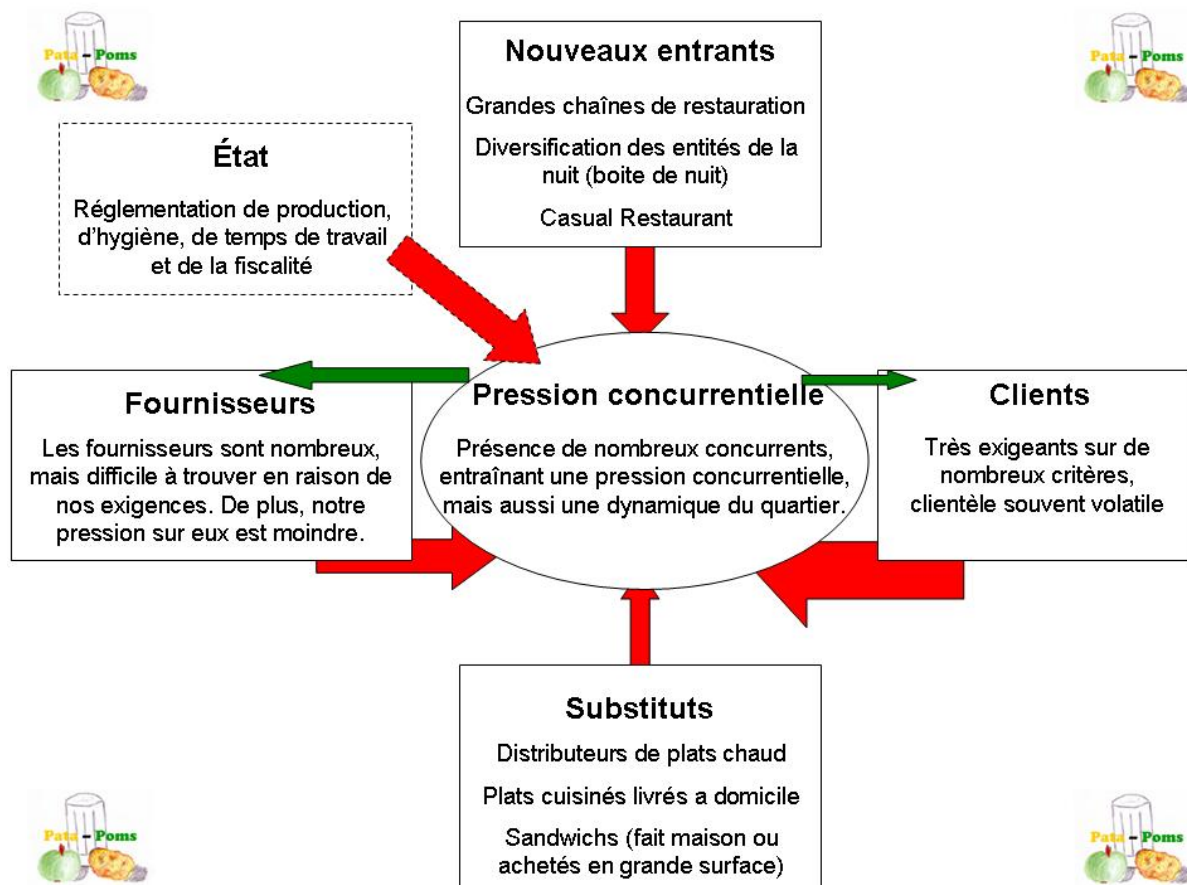 Pata – Poms
Pata – Poms
Nouveaux entrants
Grandes chaînes de restauration
Diversification des entités de la
nuit (boite de nuit)
Casual Restaurant
État
Réglementation de production,
d'hygiène, de temps de travail
et de la fiscalité
Fournisseurs
Les fournisseurs sont nombreux,
mais difficile à trouver en raison de
nos exigences. De plus, notre
pression sur eux est moindre.
Pression concurrentielle
Présence de nombreux concurrents,
entraînant une pression concurrentielle,
mais aussi une dynamique du quartier.
Clients
Très exigeants sur de
nombreux critères,
clientèle souvent volatile
Substituts
Distributeurs de plats chaud
Plats cuisinés livrés a domicile
Sandwichs (fait maison ou
achetés en grande surface)
Pata – Poms
Pata – Poms